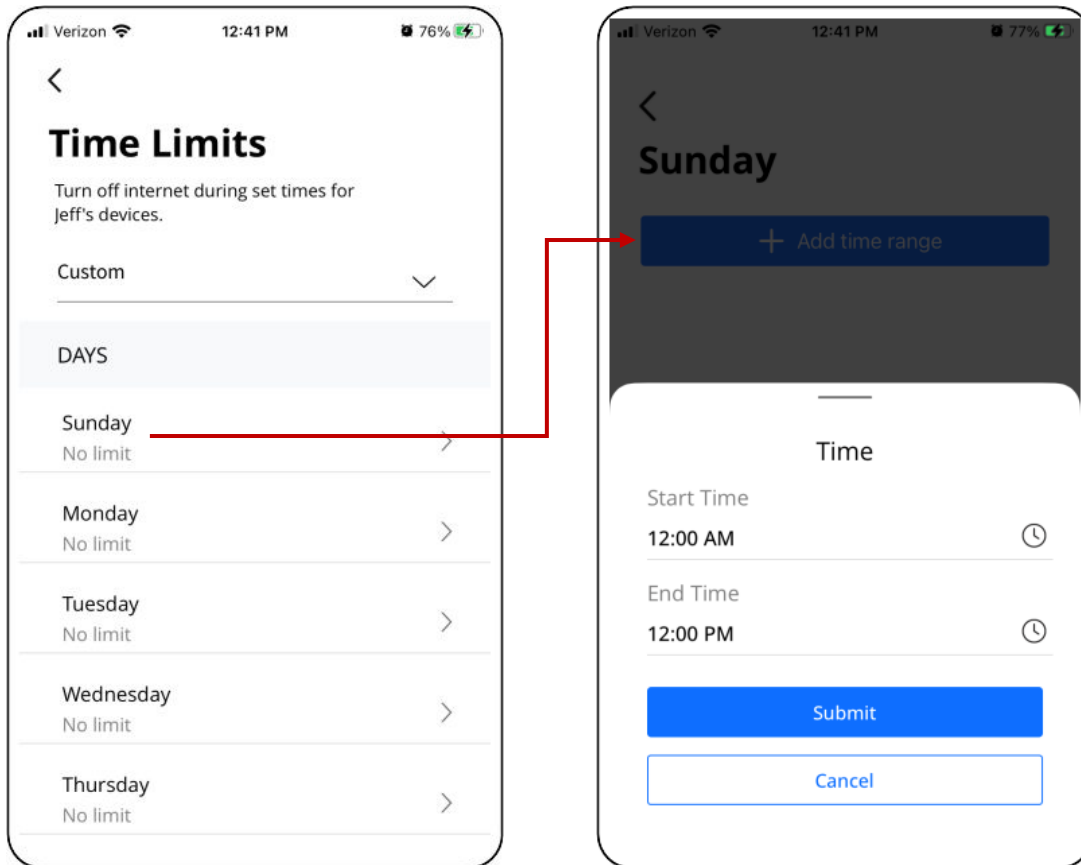 Verizon 12:41 PM 76%
Time Limits
Turn off internet during set times for
Jeff's devices.
Custom
DAYS
Sunday
No limit
Monday
No limit
Tuesday
No limit
Wednesday
No limit
Thursday
No limit
Verizon 12:41 PM 77%
Sunday
+ Add time range
Time
Start Time
12:00 AM
End Time
12:00 PM
Submit
Cancel